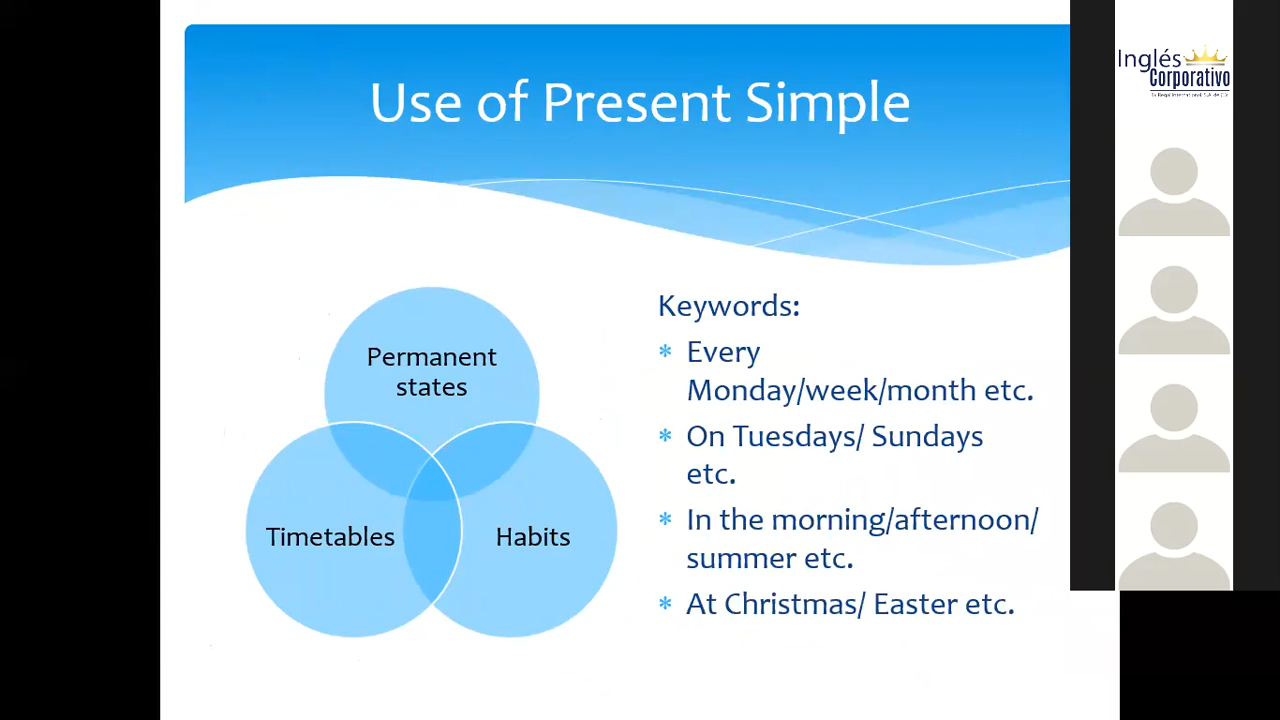 Use of Present Simple
Inglés
Corporativo
Permanent
states
Timetables
Habits
Keywords:
* Every
Monday/week/month etc.
* On Tuesdays/ Sundays
etc.
* In the morning/afternoon/
summer etc.
* At Christmas/ Easter etc.